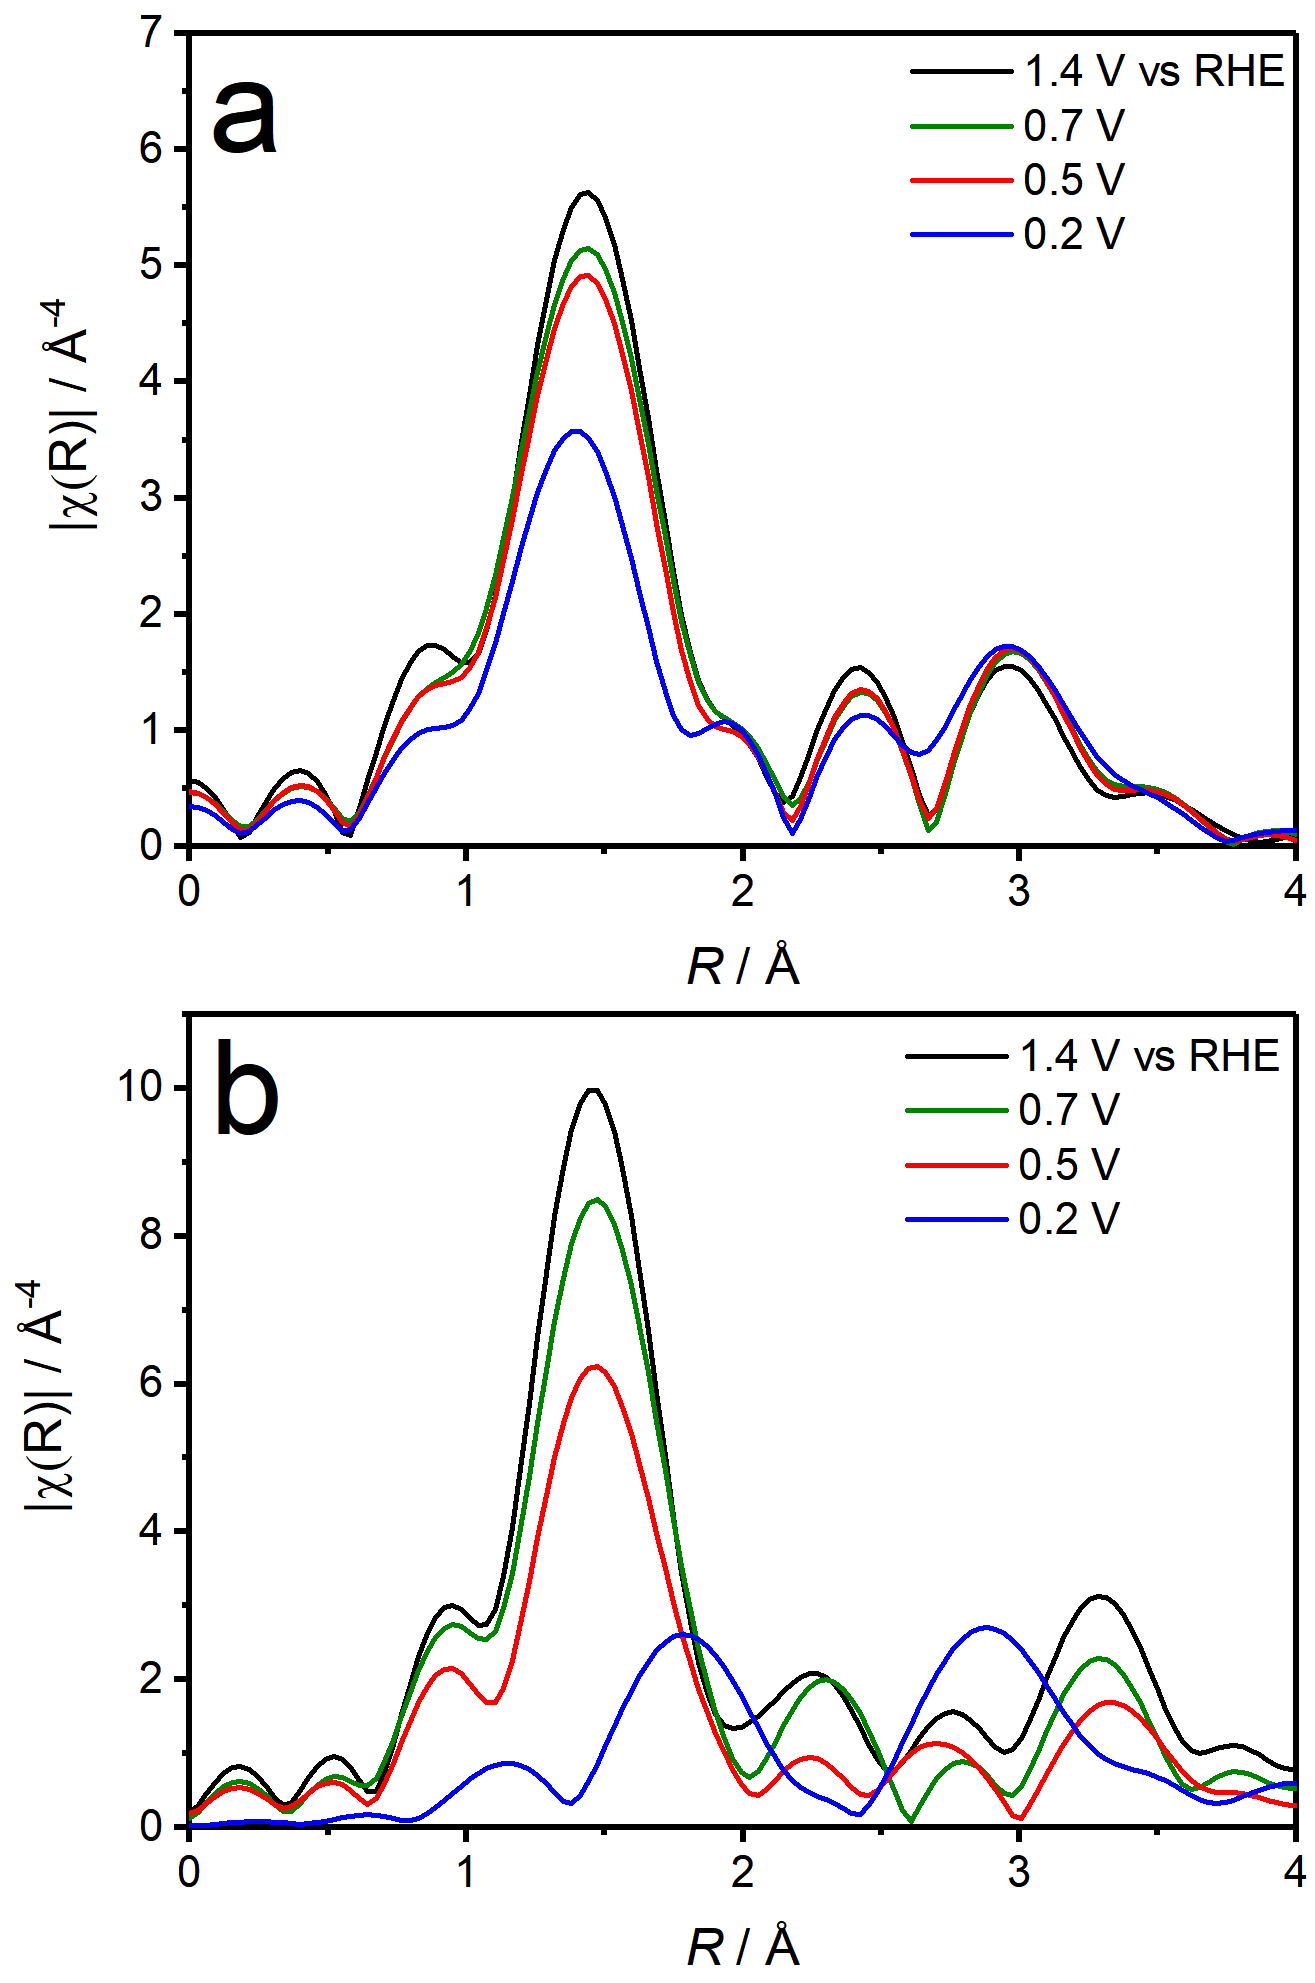 a
1.4 V vs RHE
0.7 V
0.5 V
0.2 V
7
6
5
4
3
2
1
0
|χ(R)| / Å-4
0 1 2 3 4
R / Å
b
1.4 V vs RHE
0.7 V
0.5 V
0.2 V
10
8
6
4
2
0
|χ(R)| / Å-4
0 1 2 3 4
R / Å